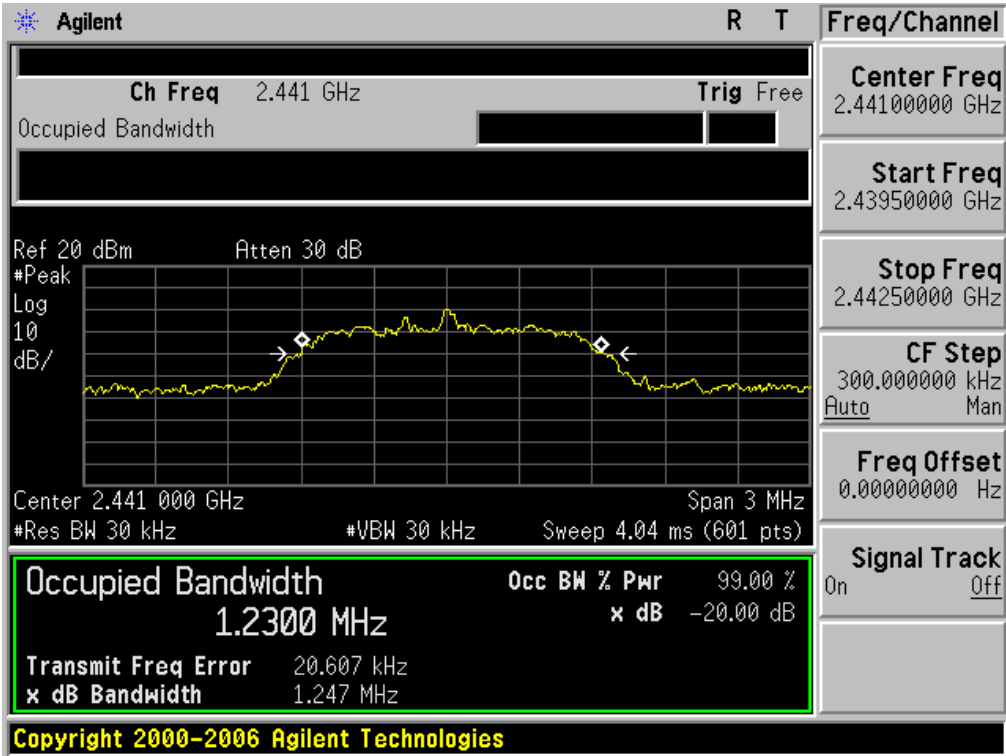 Agilent R T Freq/Channel
Ch Freq 2.441 GHz Trig Free
Occupied Bandwidth
Center Freq
2.44100000 GHz
Start Freq
2.43950000 GHz
Stop Freq
2.44250000 GHz
CF Step
300.000000 kHz
Auto Man
Freq Offset
0.00000000 Hz
Signal Track
On Off
Ref 20 dBm Atten 30 dB
#Peak
Log
10
dB/
Center 2.441 000 GHz Span 3 MHz
#Res BW 30 kHz #VBW 30 kHz Sweep 4.04 ms (601 pts)
Occupied Bandwidth
1.2300 MHz
Occ BW % Pwr 99.00 %
x dB -20.00 dB
Transmit Freq Error 20.607 kHz
x dB Bandwidth 1.247 MHz
Copyright 2000-2006 Agilent Technologies